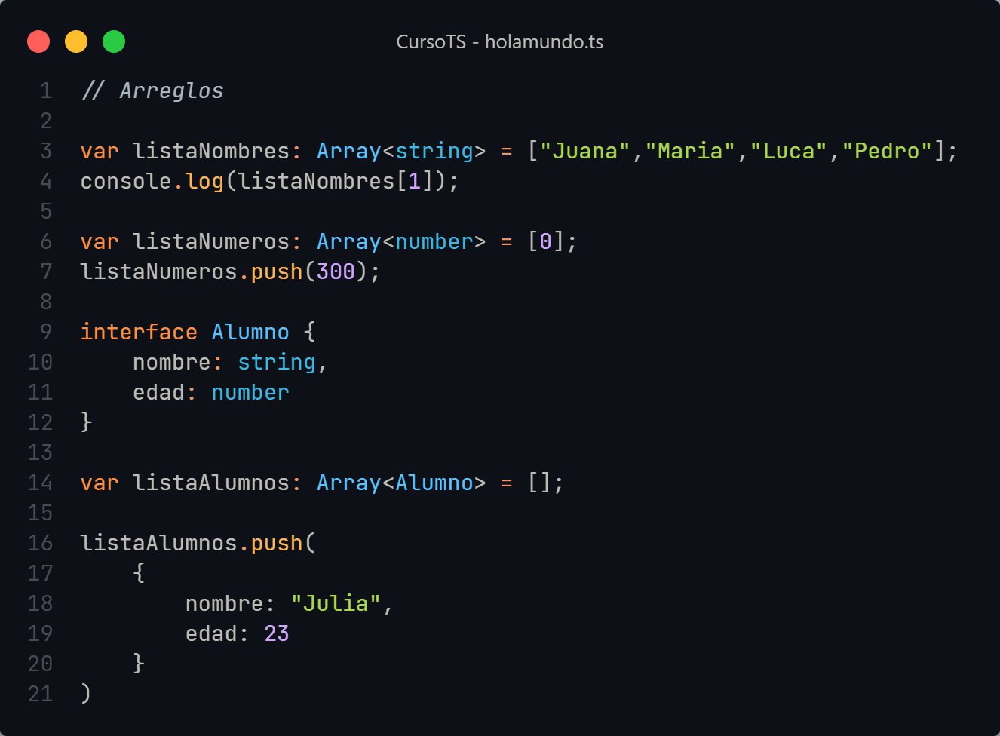 CursoTS - holamundo.ts
1 // Arreglos
2
3 var listaNombres: Array<string> = ["Juana","Maria","Luca","Pedro"];
4 console.log(listaNombres[1]);
5
6 var listaNumeros: Array<number> = [0];
7 listaNumeros.push(300);
8
9 interface Alumno {
10     nombre: string,
11     edad: number
12 }
13
14 var listaAlumnos: Array<Alumno> = [];
15
16 listaAlumnos.push(
17     {
18         nombre: "Julia",
19         edad: 23
20     }
21 )